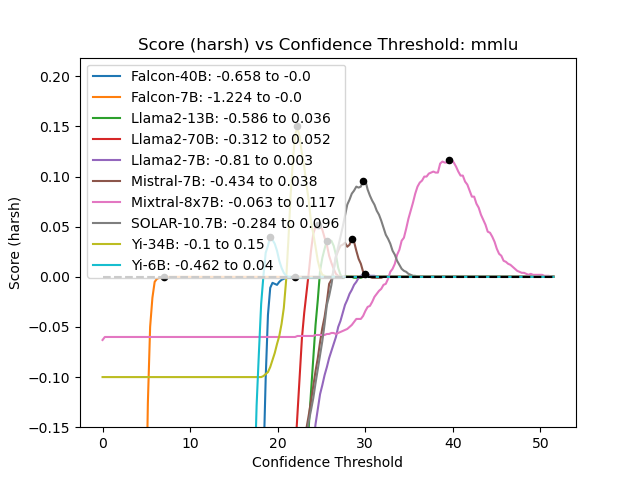 Score (harsh) vs Confidence Threshold: mmlu
Falcon-40B: -0.658 to -0.0
Falcon-7B: -1.224 to -0.0
Llama2-13B: -0.586 to 0.036
Llama2-70B: -0.312 to 0.052
Llama2-7B: -0.81 to 0.003
Mistral-7B: -0.434 to 0.038
Mixtral-8x7B: -0.063 to 0.117
SOLAR-10.7B: -0.284 to 0.096
Yi-34B: -0.1 to 0.15
Yi-6B: -0.462 to 0.04
Score (harsh)
0.20
0.15
0.10
0.05
0.00
−0.05
−0.10
−0.15
0 10 20 30 40 50
Confidence Threshold